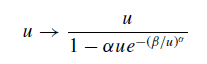 u → u / (1 − αue^{−(β/u)^α})